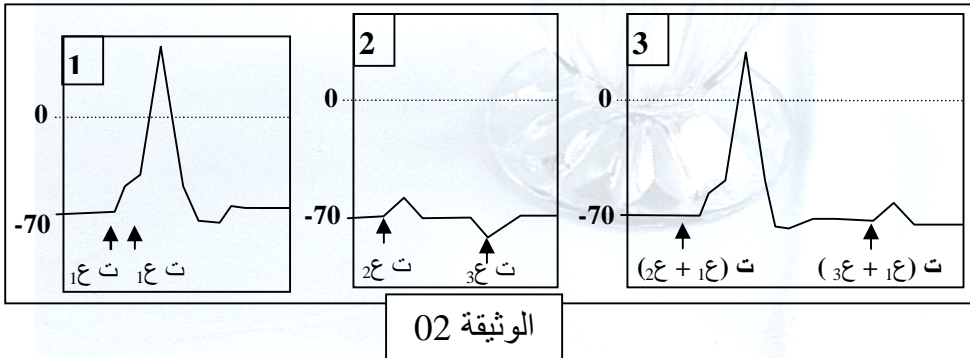 1
2
3
0
0
0
-70
-70
-70
ت ع1 ت ع1
ت ع2 ت ع3
ت (ع1 + ع2) ت (ع1 + ع3 )
الوثيقة 02